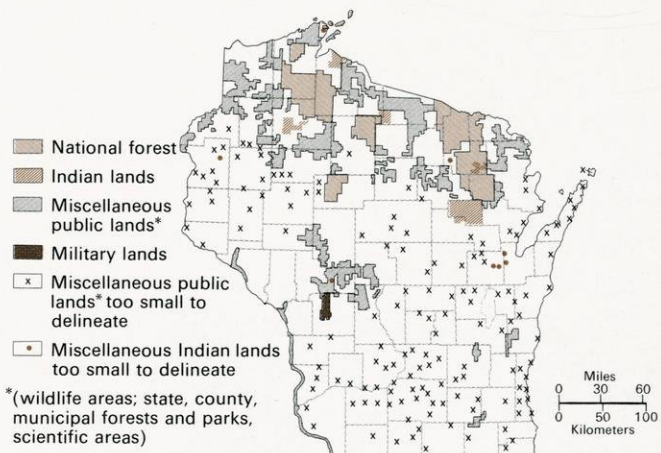 National forest
Indian lands
Miscellaneous
public lands*
Military lands
x Miscellaneous public
lands* too small to
delineate
Miscellaneous Indian lands
too small to delineate
*(wildlife areas; state, county,
municipal forests and parks,
scientific areas)
Miles
0 30 60
0 50 100
Kilometers